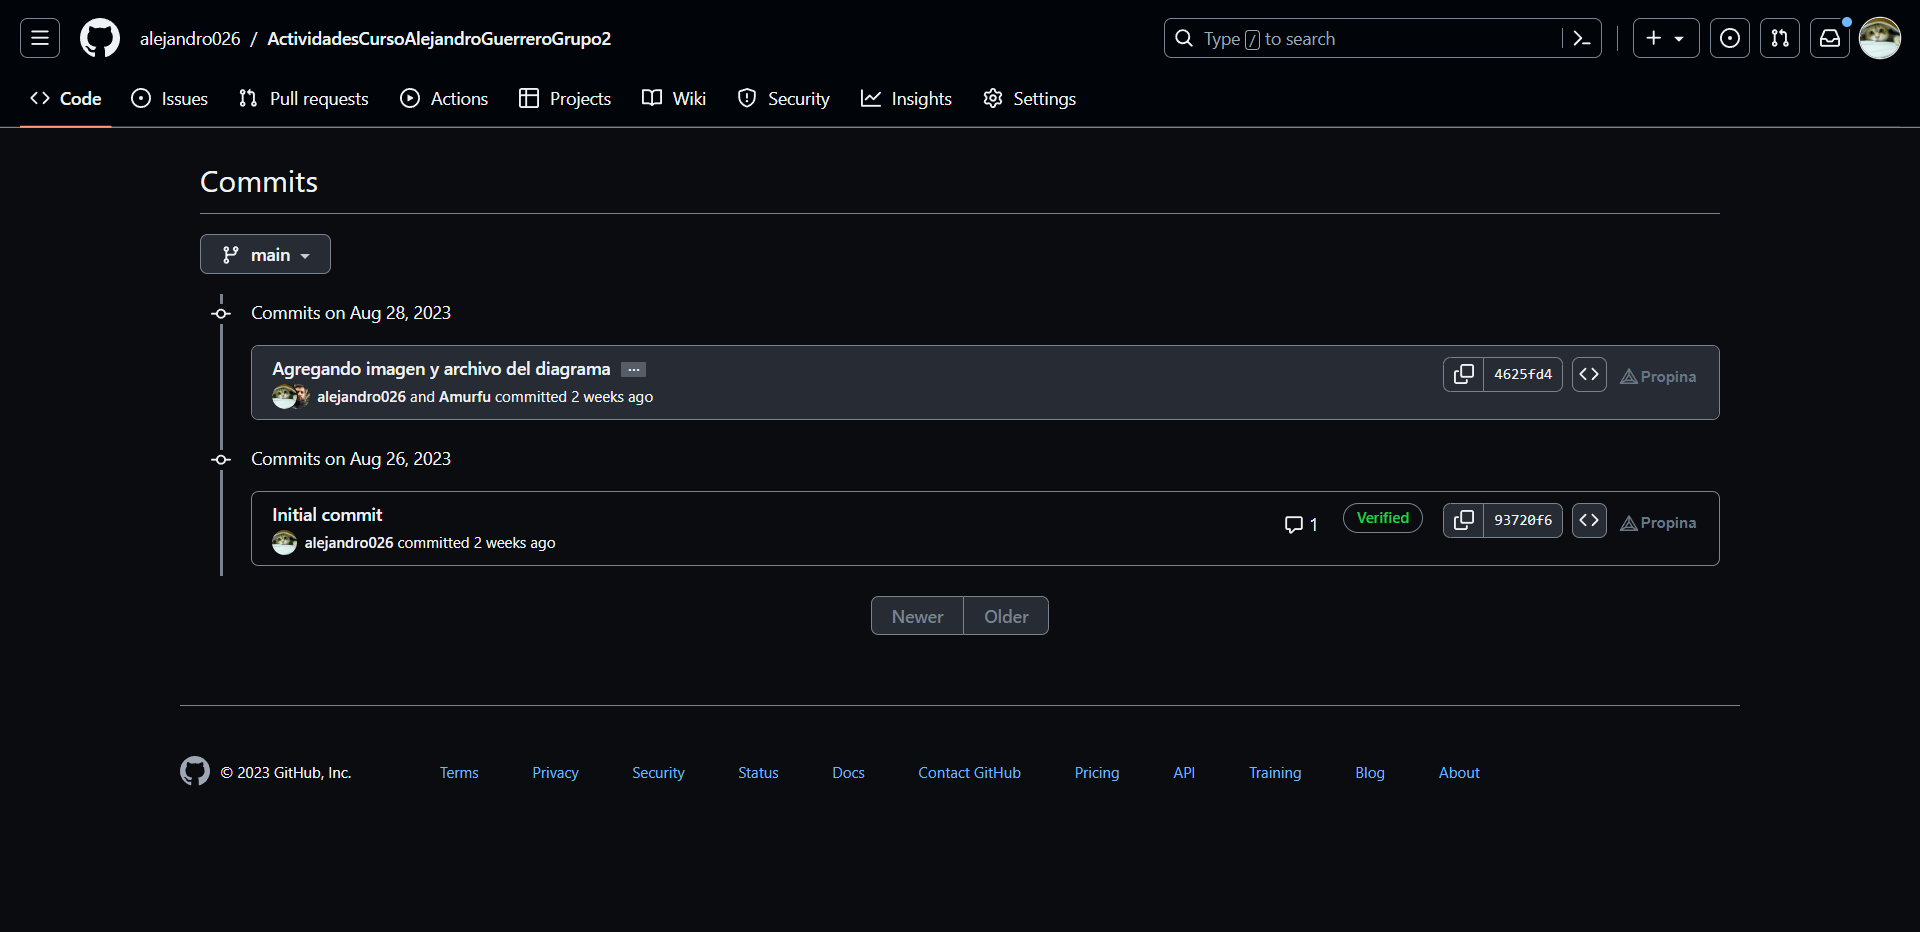 alejandro026 / ActividadesCursoAlejandroGuerreroGrupo2
Type / to search
Code Issues Pull requests Actions Projects Wiki Security Insights Settings
Commits
main
Commits on Aug 28, 2023
Agregando imagen y archivo del diagrama ...
4625fd4
Propina
alejandro026 and Amurfu committed 2 weeks ago
Commits on Aug 26, 2023
Initial commit
1
Verified
93720f6
Propina
alejandro026 committed 2 weeks ago
Newer Older
© 2023 GitHub, Inc. Terms Privacy Security Status Docs Contact GitHub Pricing API Training Blog About